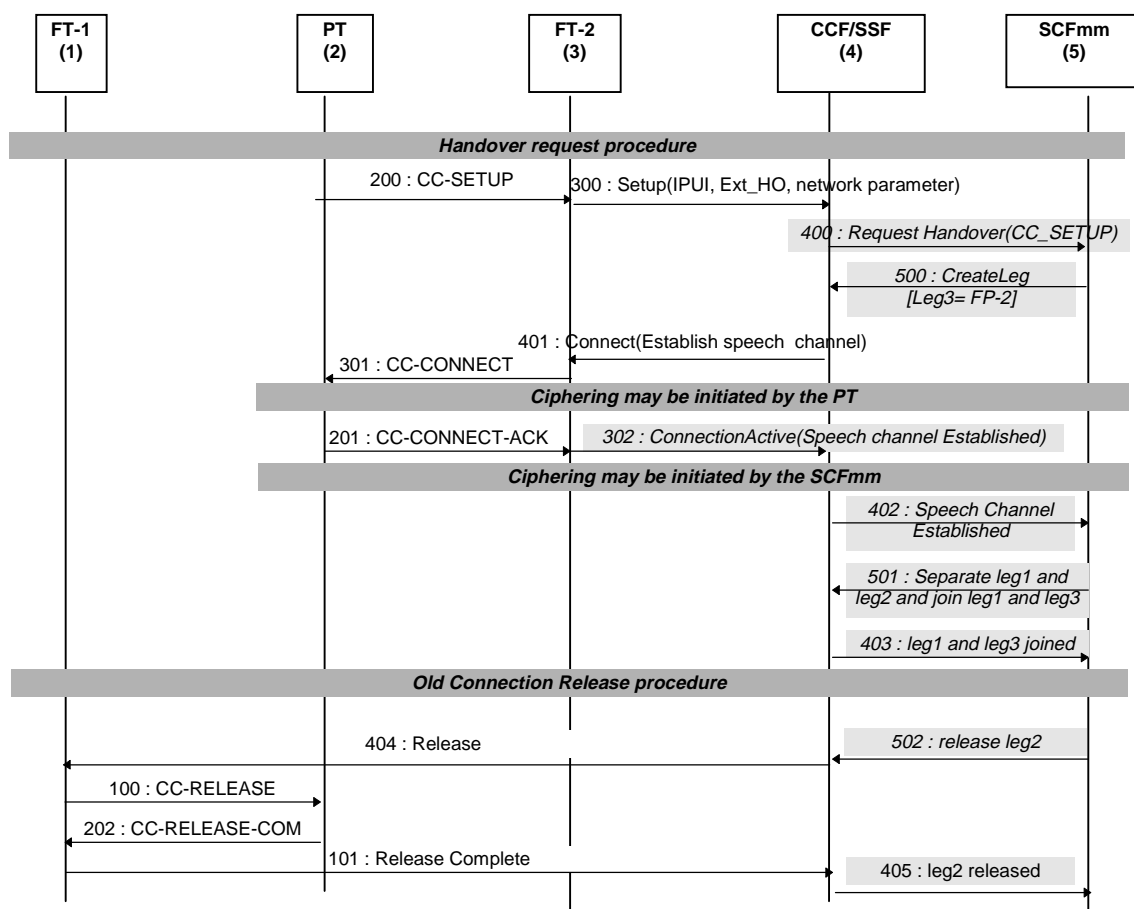 FT-1
(1)
PT
(2)
FT-2
(3)
CCF/SSF
(4)
SCFmm
(5)
Handover request procedure
200 : CC-SETUP
300 : Setup(IPUI, Ext_HO, network parameter)
400 : Request Handover(CC_SETUP)
500 : CreateLeg
[Leg3= FP-2]
401 : Connect(Establish speech channel)
301 : CC-CONNECT
Ciphering may be initiated by the PT
201 : CC-CONNECT-ACK
302 : ConnectionActive(Speech channel Established)
Ciphering may be initiated by the SCFmm
402 : Speech Channel
Established
501 : Separate leg1 and
leg2 and join leg1 and leg3
403 : leg1 and leg3 joined
Old Connection Release procedure
404 : Release
502 : release leg2
100 : CC-RELEASE
202 : CC-RELEASE-COM
101 : Release Complete
405 : leg2 released